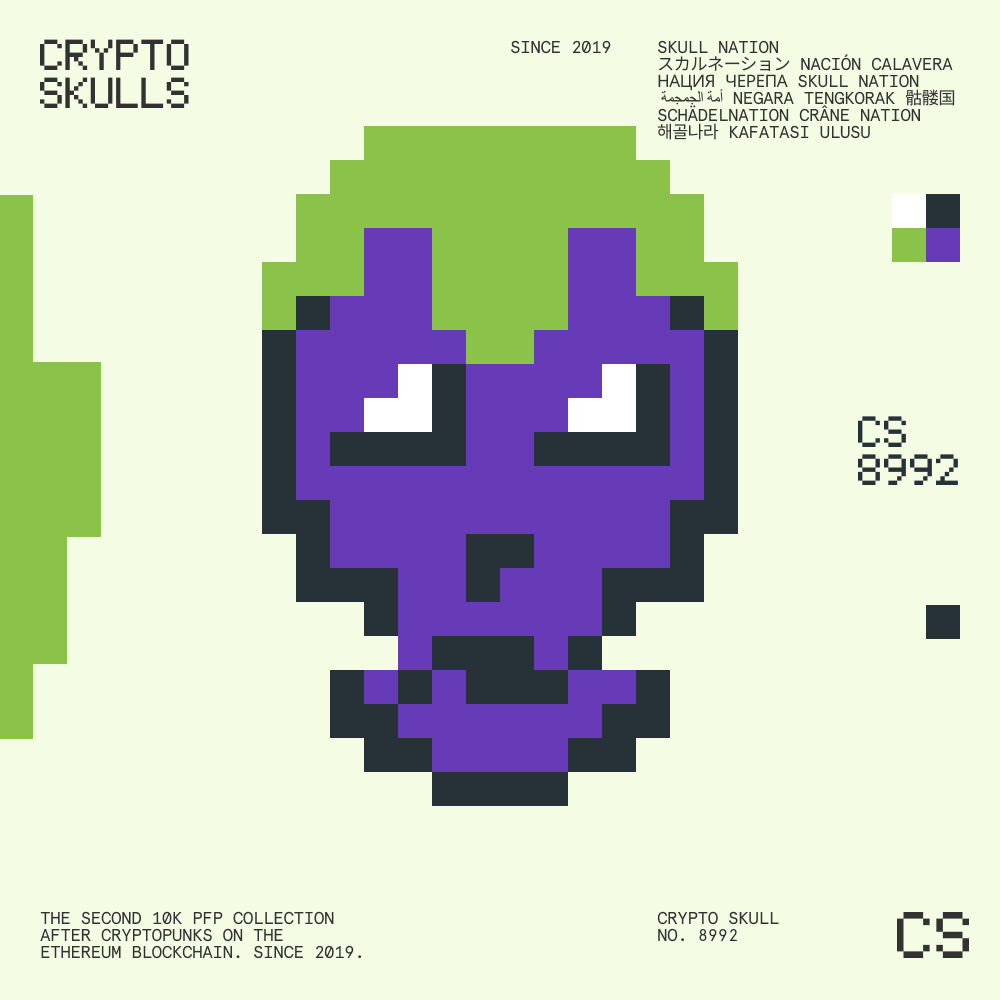 CRYPTO
SKULLS
SINCE 2019
SKULL NATION
スカルネーション NACIÓN CALAVERA
НАЦИЯ ЧЕРЕПА SKULL NATION
أمة الجمجمة NEGARA TENGKORAK 骷髅国
SCHÄDELNATION CRÂNE NATION
해골나라 KAFATASI ULUSU
CS
8992
THE SECOND 10K PFP COLLECTION
AFTER CRYPTOPUNKS ON THE
ETHEREUM BLOCKCHAIN. SINCE 2019.
CRYPTO SKULL
NO. 8992
CS